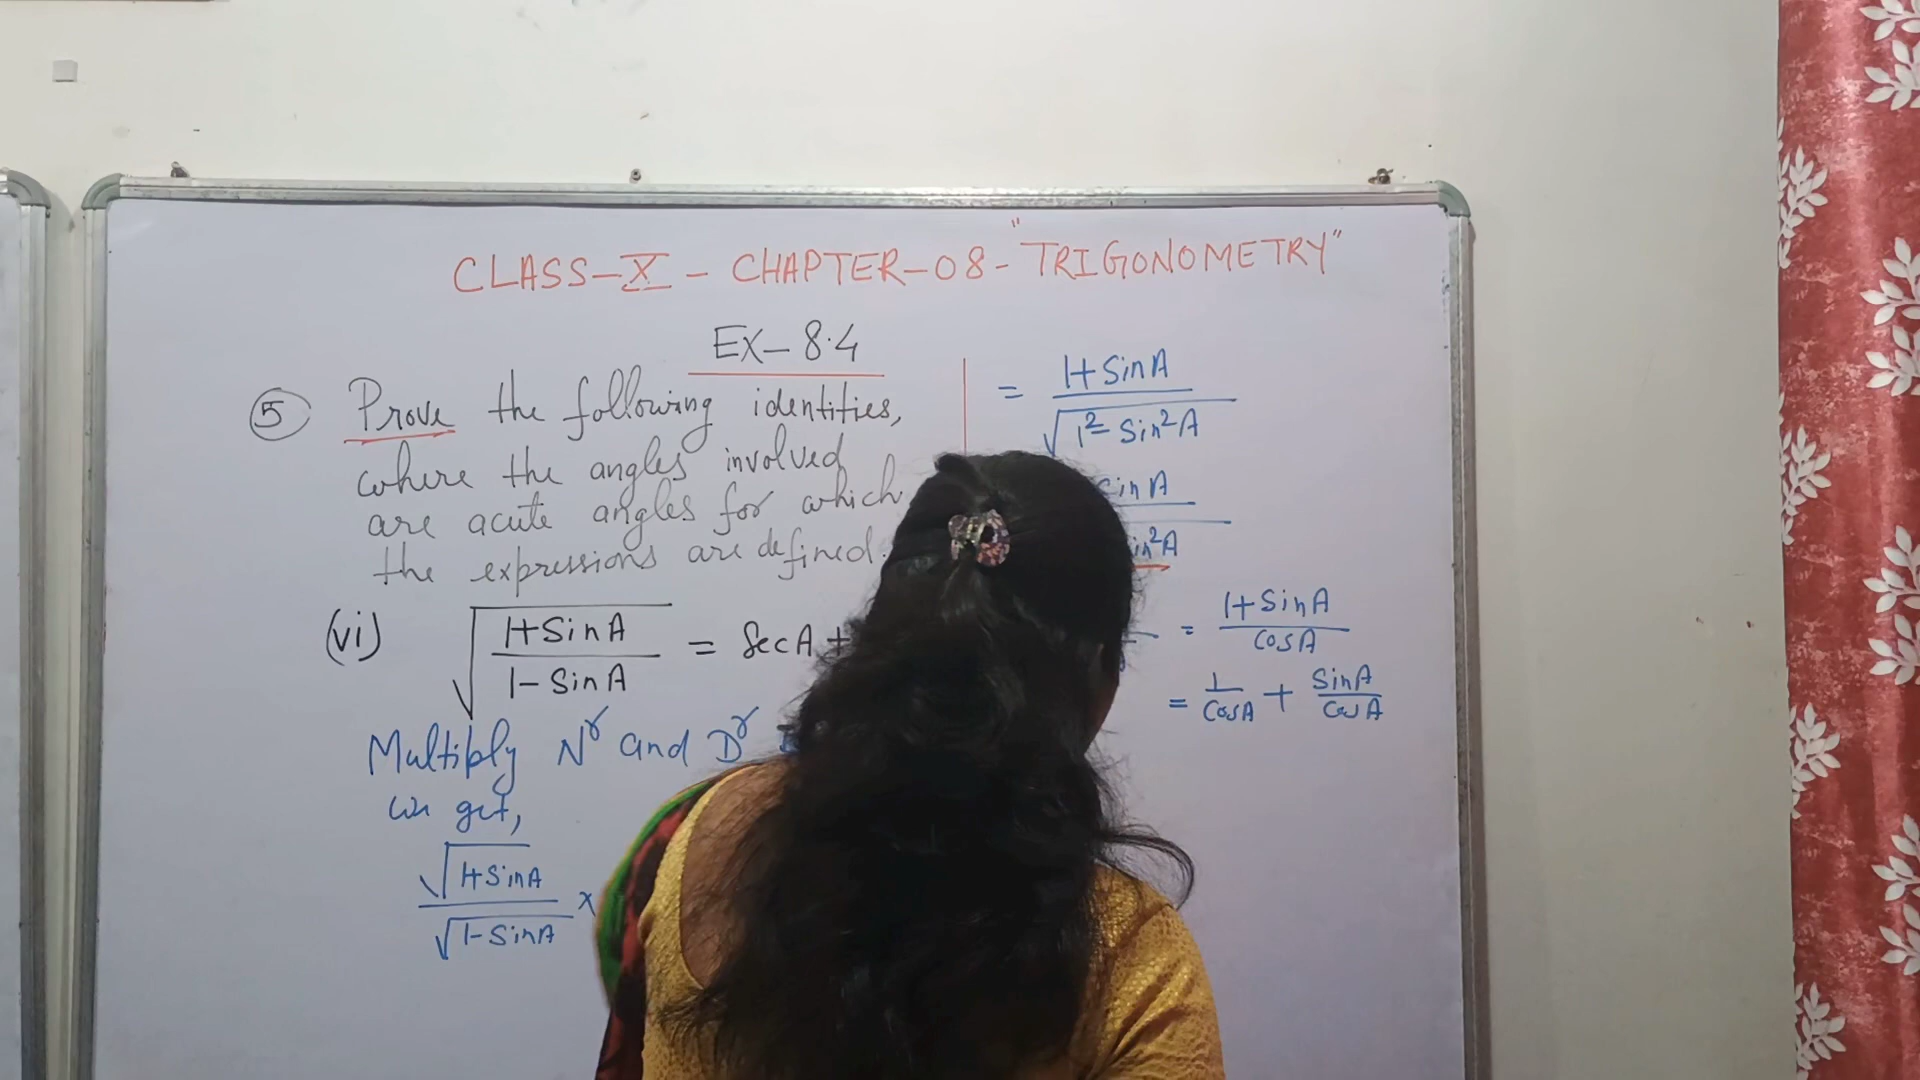 CLASS-X - CHAPTER-08- "TRIGONOMETRY"
EX-8.4
5 Prove the following identities,
where the angles involved
are acute angles for which
the expressions are defined.
(vi) √(1+SinA / 1-SinA) = SecA +
Multiply Nʳ and Dʳ
we get,
√1+SinA / √1-SinA ×
= 1+SinA / √1²-Sin²A
SinA
in²A
= 1+SinA / COSA
= 1/CosA + SinA/CosA